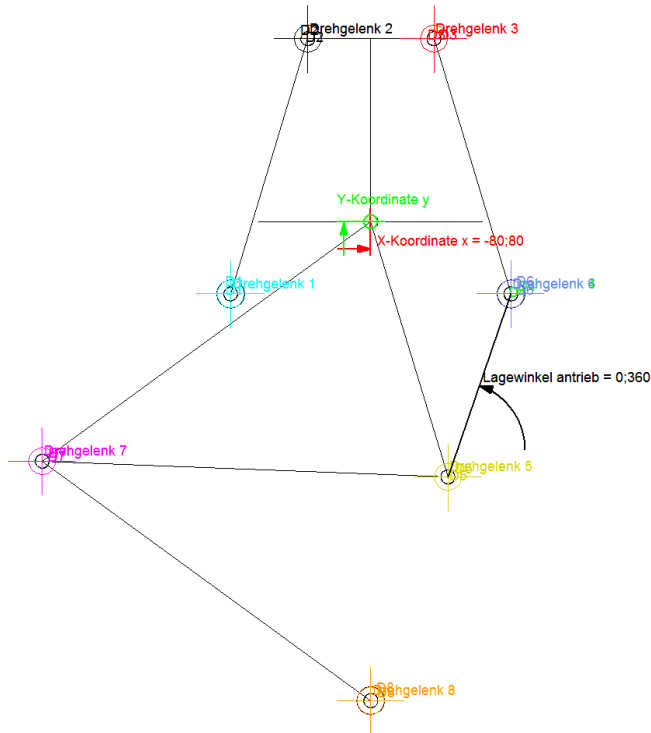 Drehgelenk 2
Drehgelenk 3
Y-Koordinate y
X-Koordinate x = -80;80
Drehgelenk 1
Drehgelenk
Lagewinkel antrieb = 0;360
Drehgelenk 7
Drehgelenk 5
Drehgelenk 8